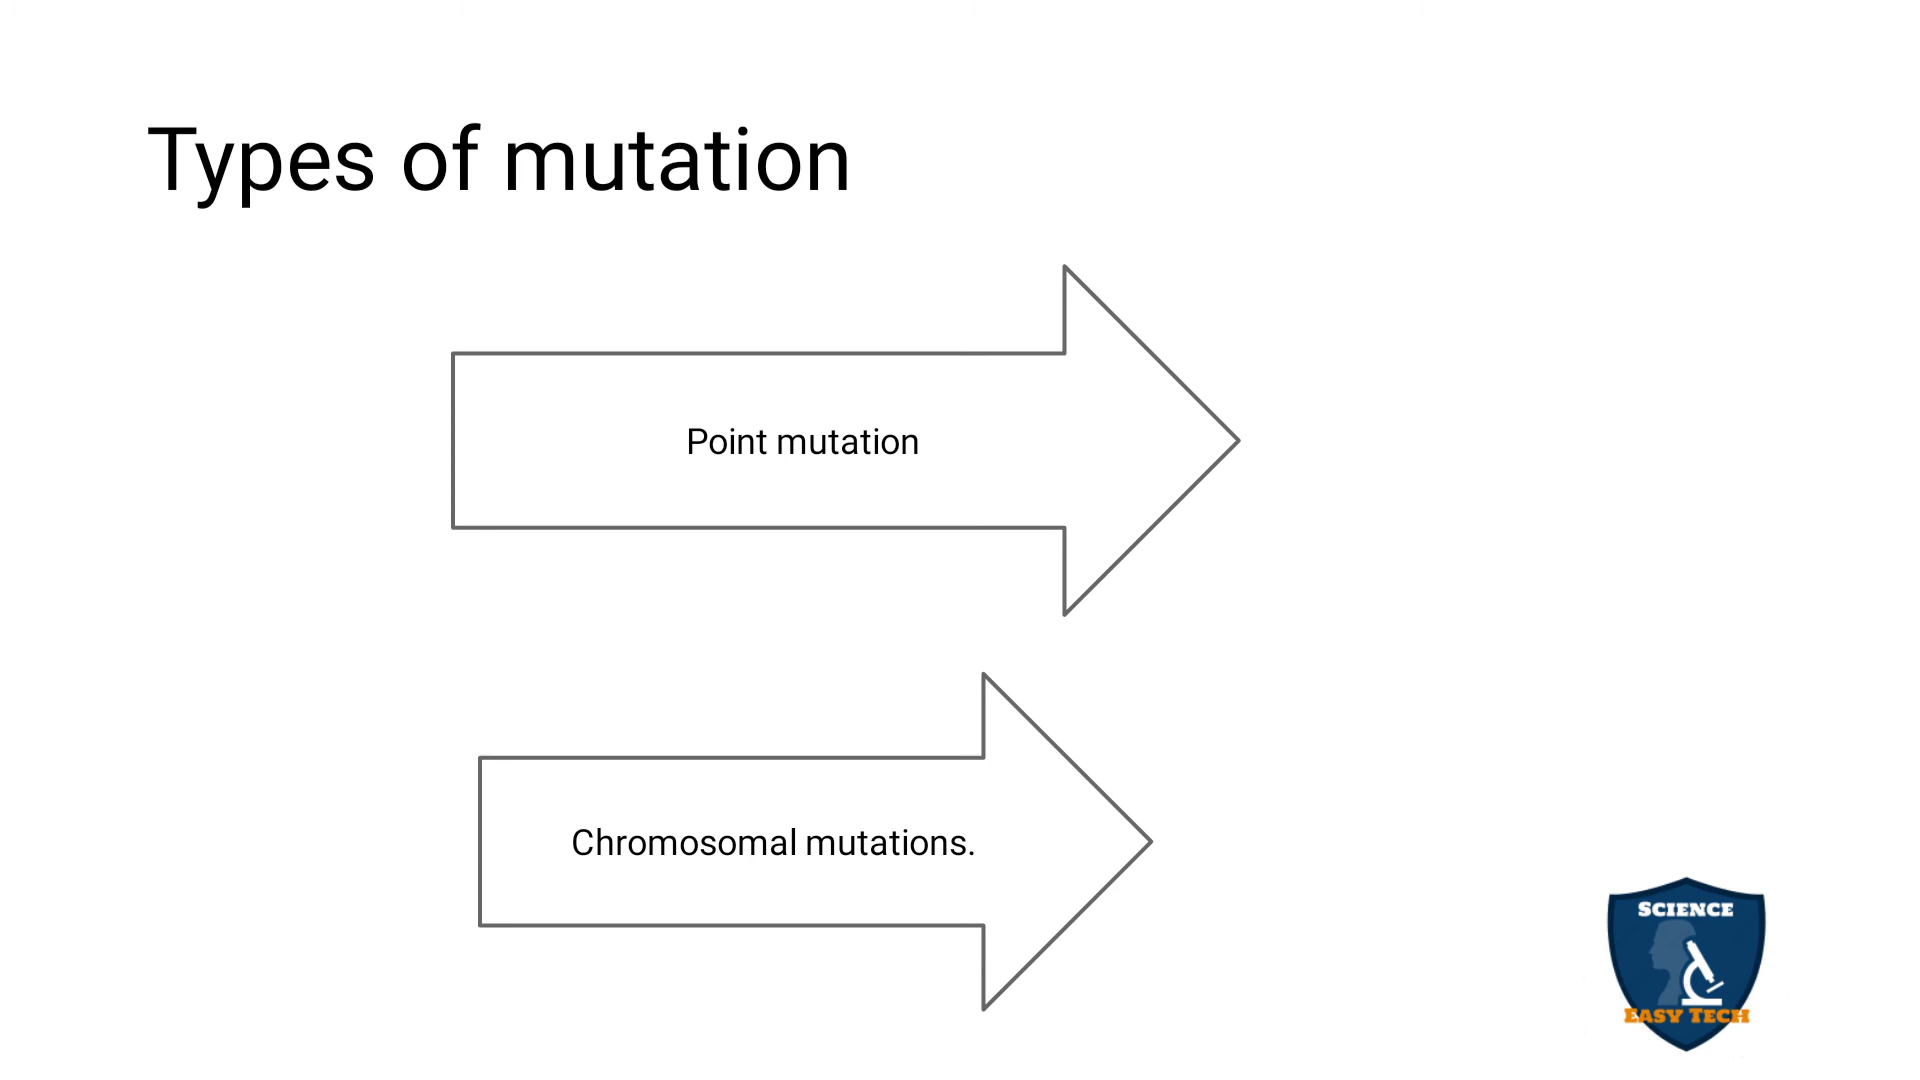 Types of mutation
Point mutation
Chromosomal mutations.
SCIENCE
EASY TECH